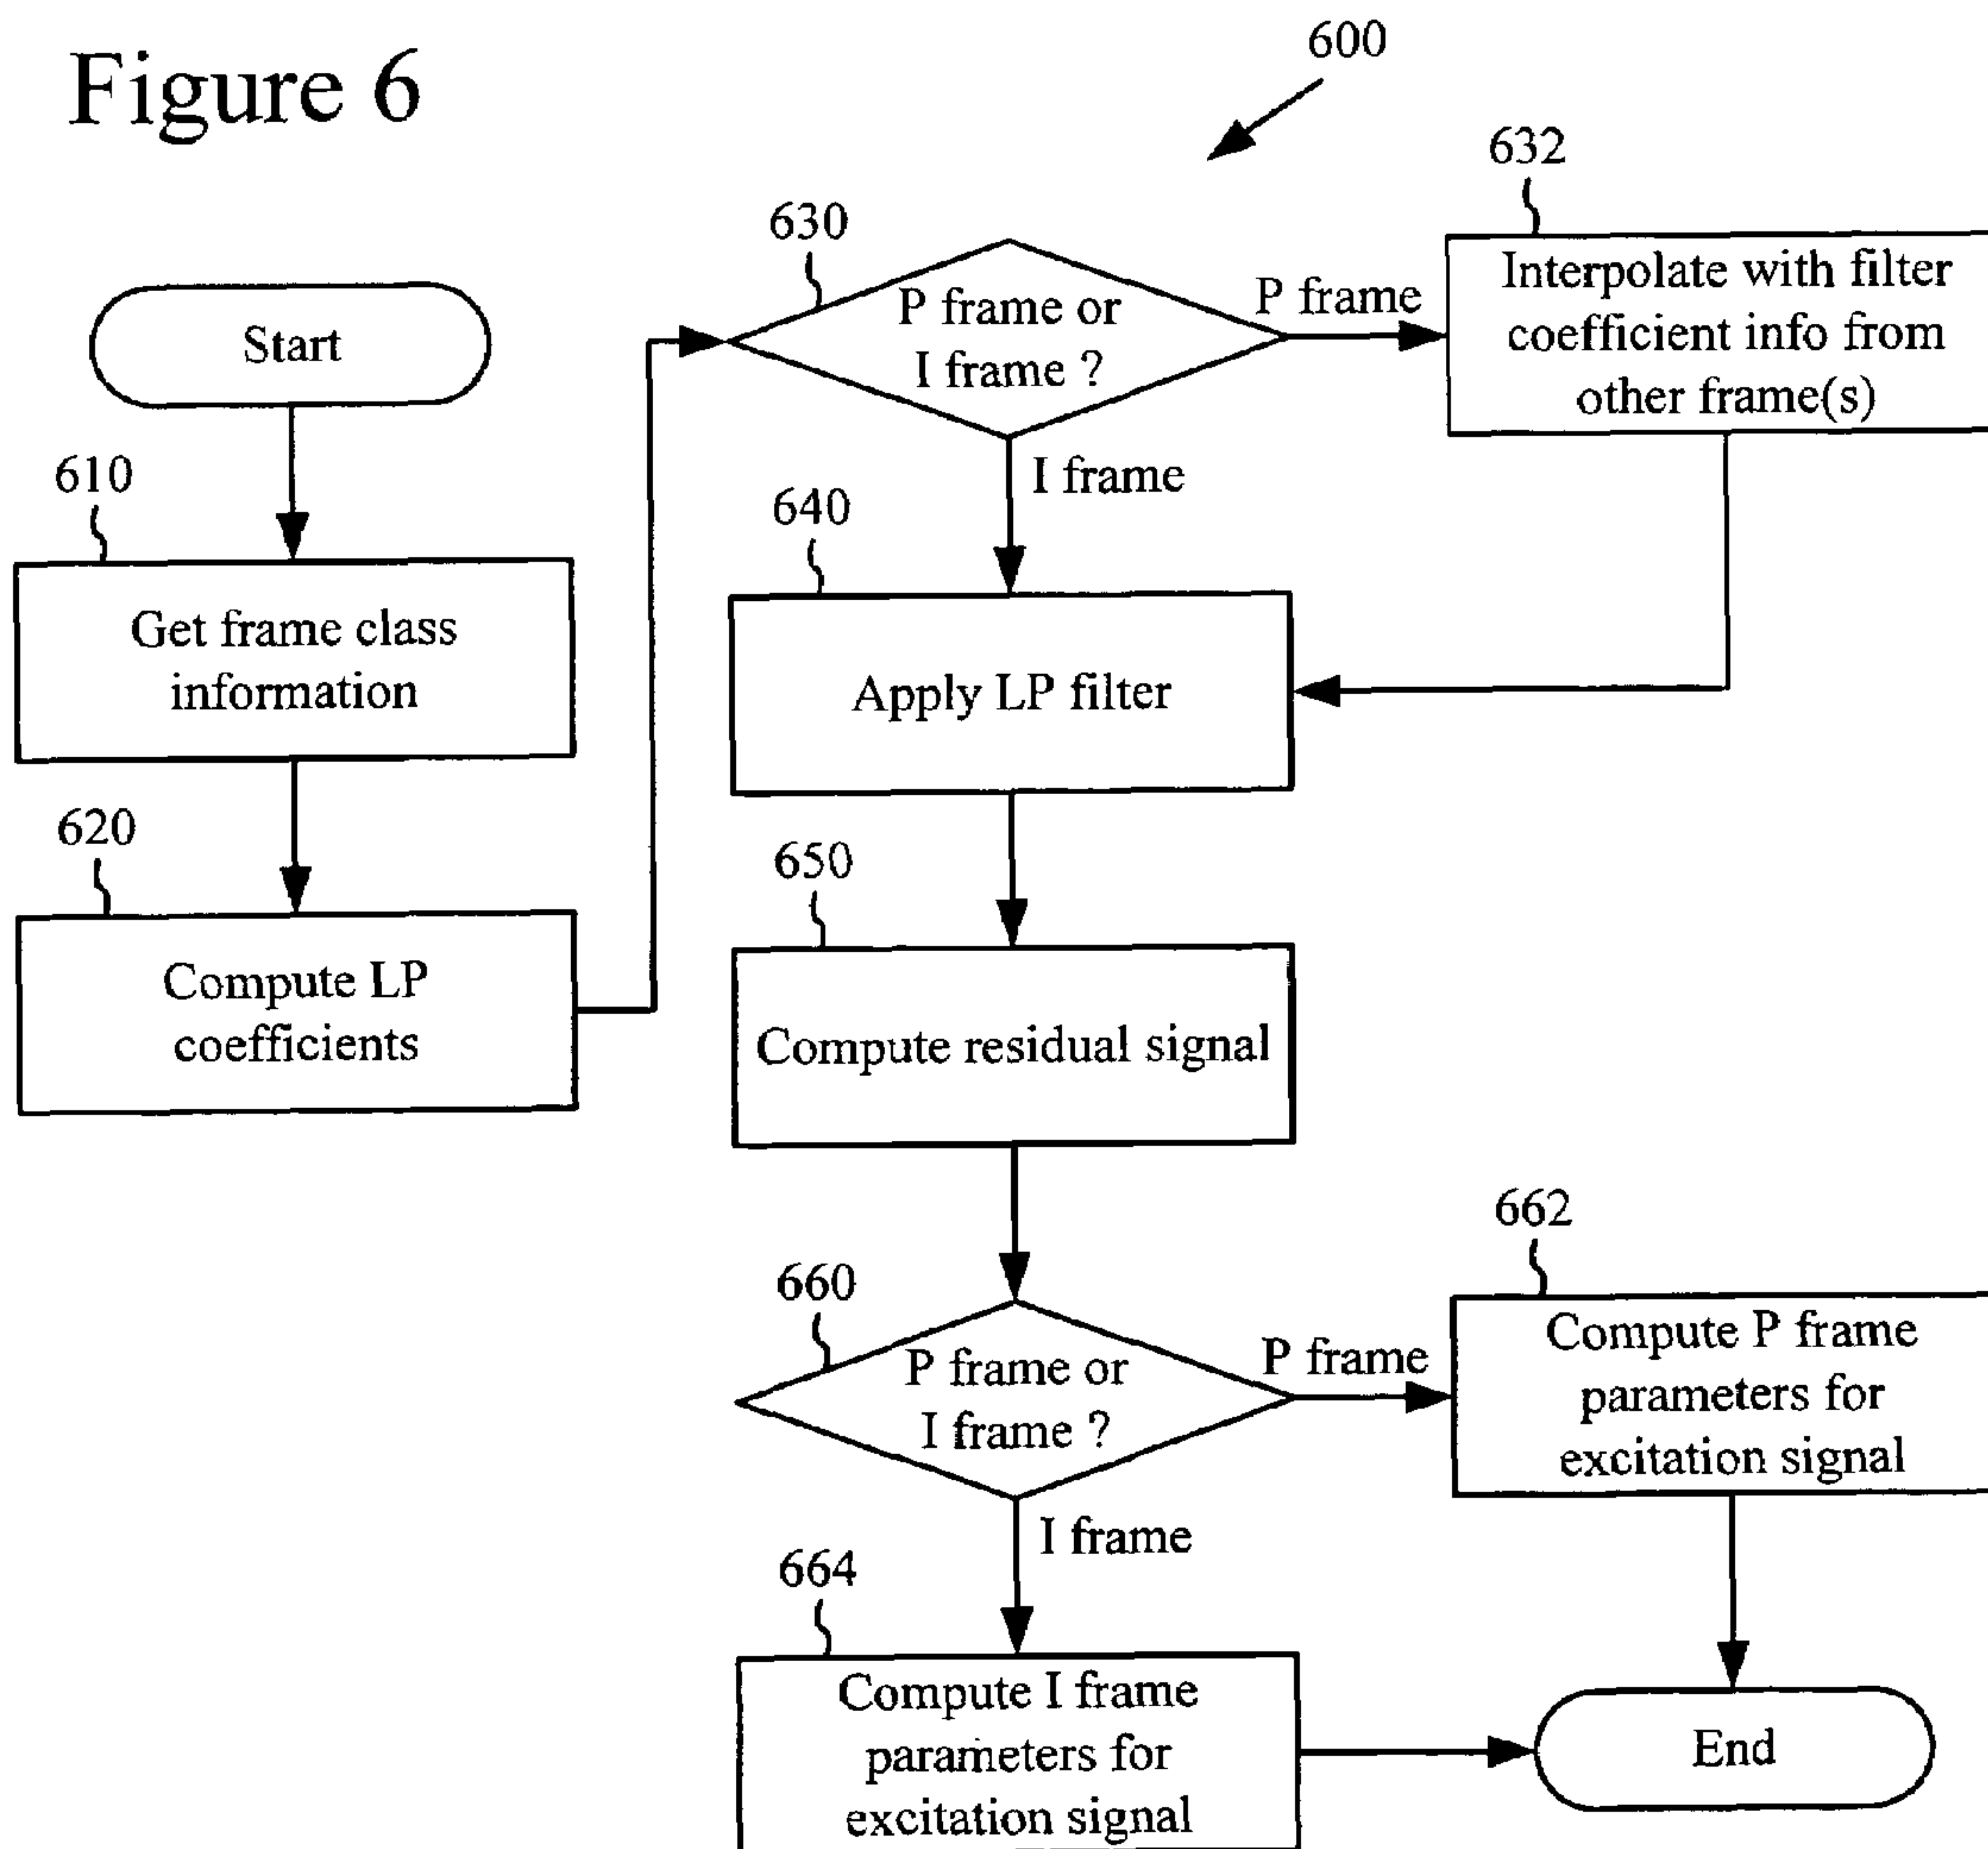 Figure 6
600
Start
610
Get frame class
information
620
Compute LP
coefficients
630
P frame or
I frame ?
P frame
632
Interpolate with filter
coefficient info from
other frame(s)
I frame
640
Apply LP filter
650
Compute residual signal
660
P frame or
I frame ?
P frame
662
Compute P frame
parameters for
excitation signal
I frame
664
Compute I frame
parameters for
excitation signal
End